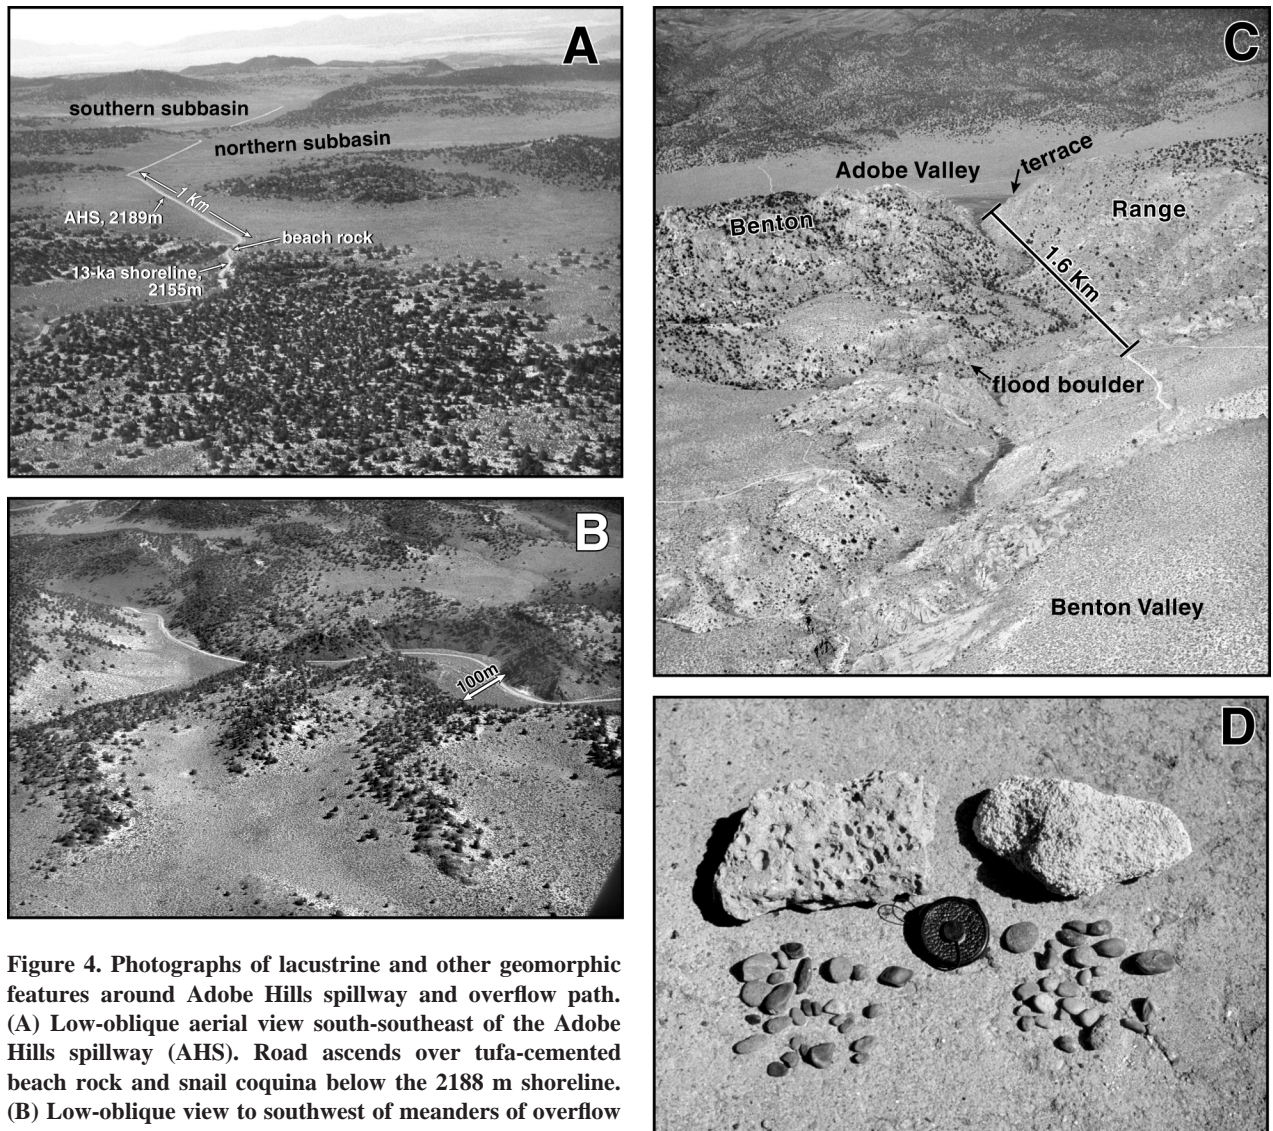 A
southern subbasin
northern subbasin
1 Km
AHS, 2189m
beach rock
13-ka shoreline,
2155m
B
100m
C
Adobe Valley
terrace
Benton
Range
1.6 Km
flood boulder
Benton Valley
D
Figure 4. Photographs of lacustrine and other geomorphic
features around Adobe Hills spillway and overflow path.
(A) Low-oblique aerial view south-southeast of the Adobe
Hills spillway (AHS). Road ascends over tufa-cemented
beach rock and snail coquina below the 2188 m shoreline.
(B) Low-oblique view to southwest of meanders of overflow